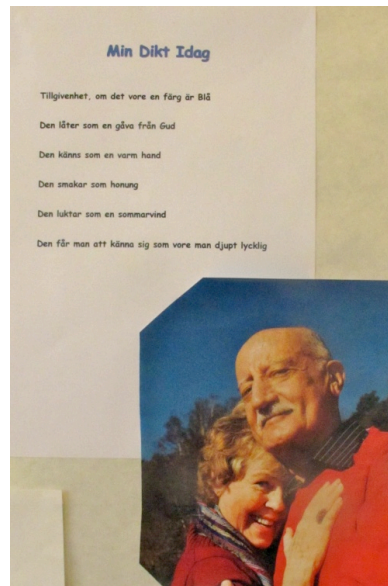 Min Dikt Idag
Tillgivenhet, om det vore en färg är Blå
Den låter som en gåva från Gud
Den känns som en varm hand
Den smakar som honung
Den luktar som en sommarvind
Den får man att känna sig som vore man djupt lycklig